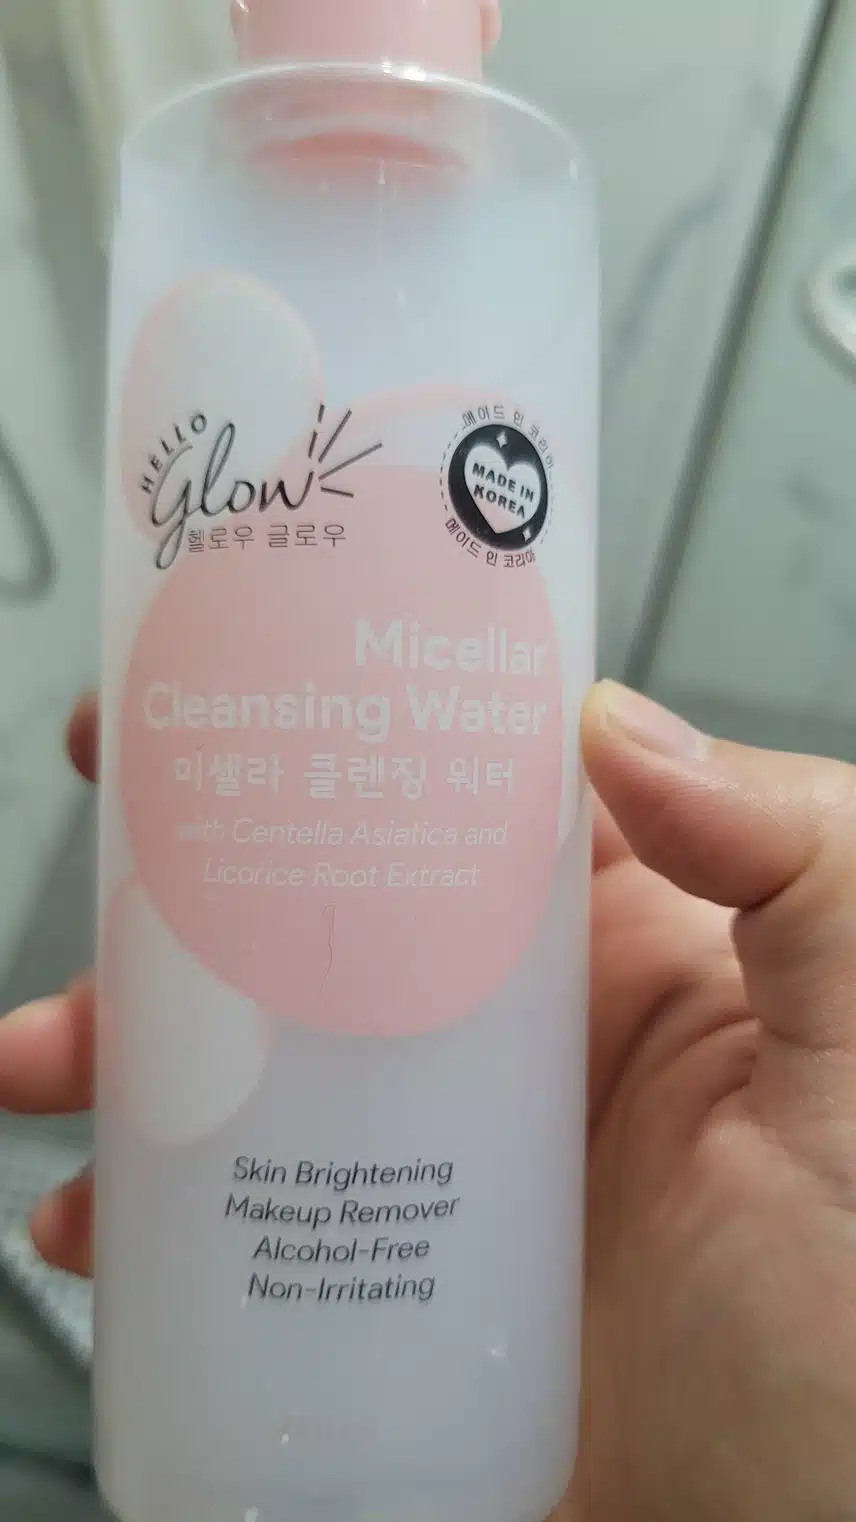 HELLO
Glow
헬로우 글로우
메이드 인 코리아
MADE IN
KOREA
메이드 인 코리아
Micellar
Cleansing Water
미셀라 클렌징 워터
with Centella Asiatica and
Licorice Root Extract
Skin Brightening
Makeup Remover
Alcohol-Free
Non-Irritating